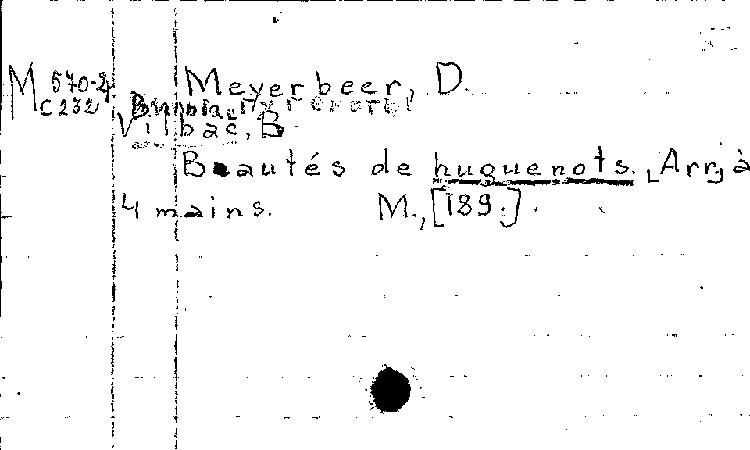 M 570-2 Meyerbeer, D.
C 232
Vilbac, B.
Beautés de huguenots. [Arr. à
4 mains. M., [189.].